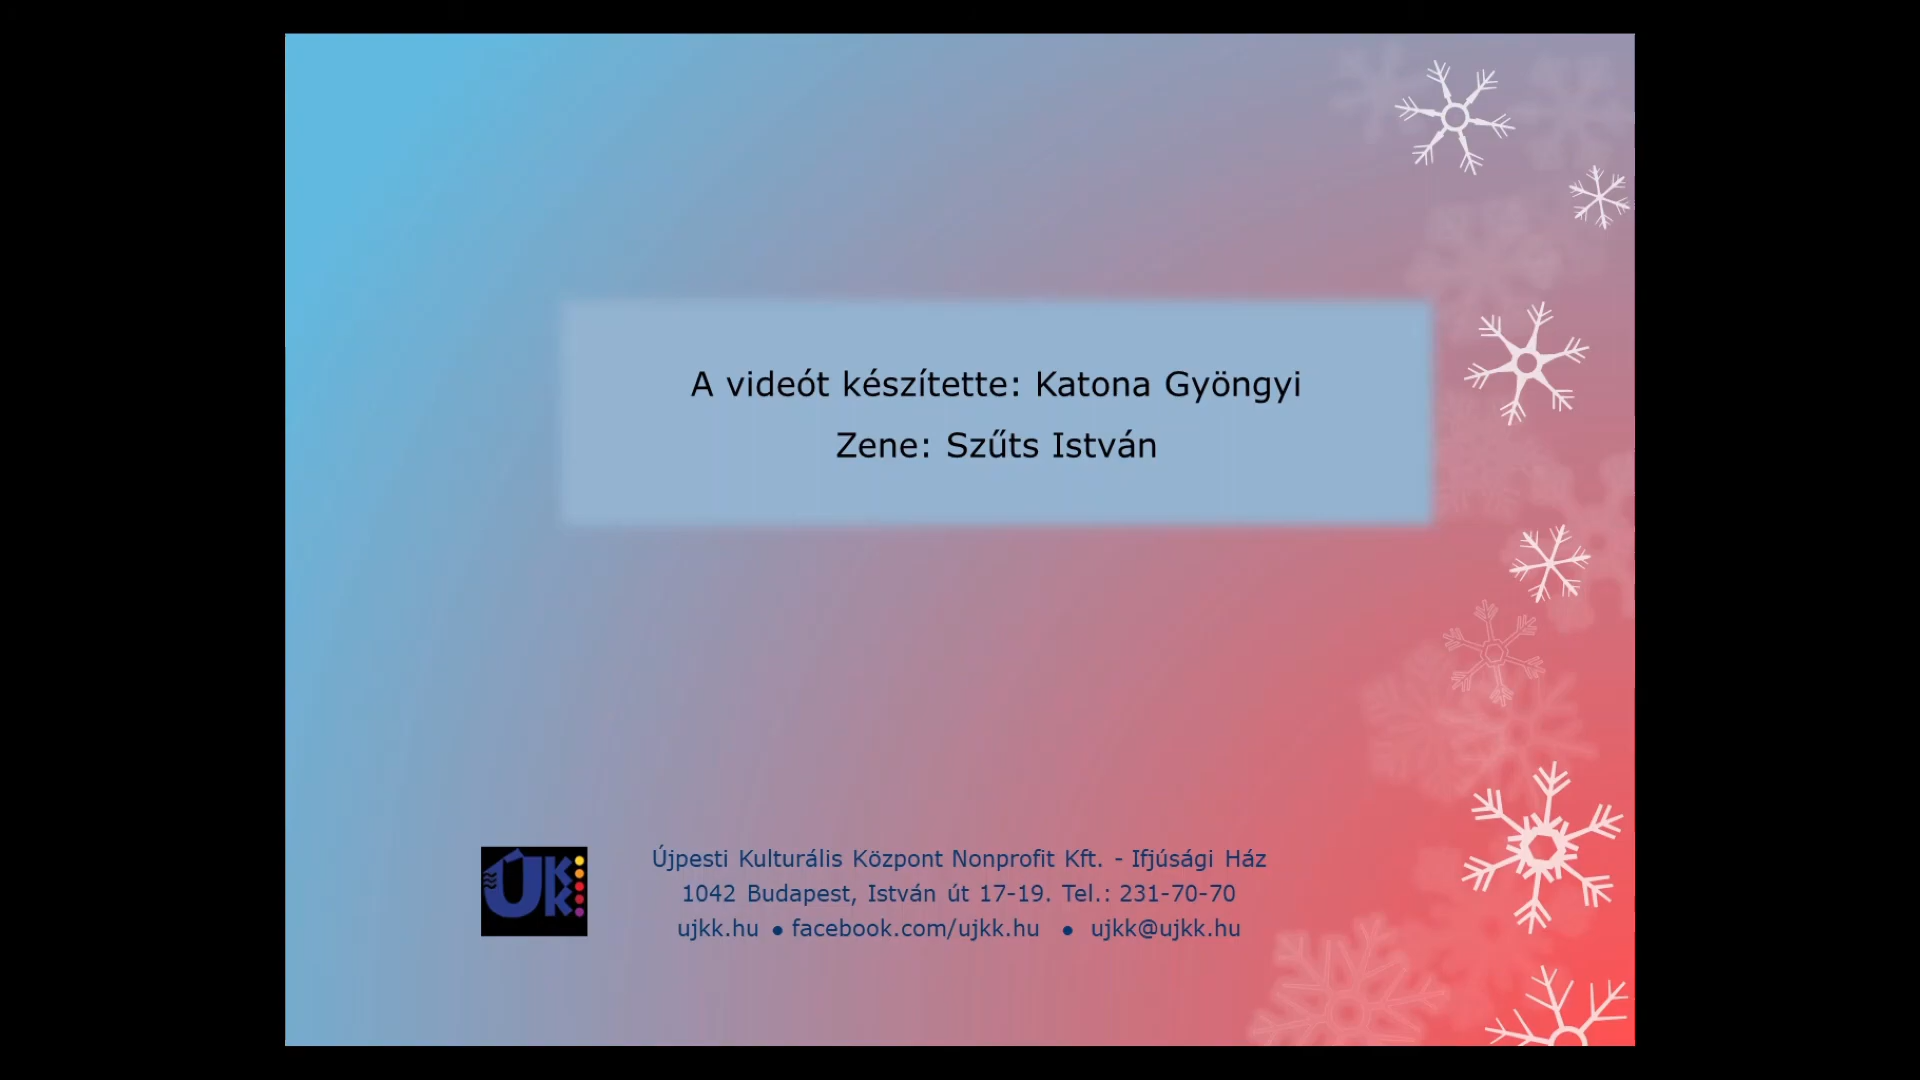 A videót készítette: Katona Gyöngyi
Zene: Szűts István
ÚKK
Újpesti Kulturális Központ Nonprofit Kft. - Ifjúsági Ház
1042 Budapest, István út 17-19. Tel.: 231-70-70
ujkk.hu • facebook.com/ujkk.hu • ujkk@ujkk.hu